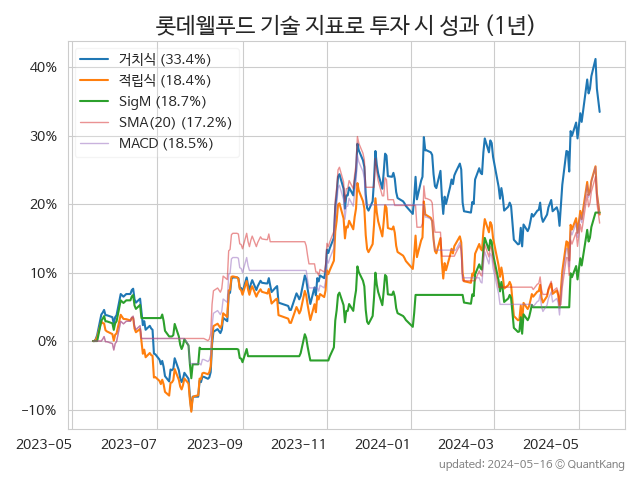 롯데웰푸드 기술 지표로 투자 시 성과 (1년)
거치식 (33.4%)
적립식 (18.4%)
SigM (18.7%)
SMA(20) (17.2%)
MACD (18.5%)
40%
30%
20%
10%
0%
−10%
2023-05 2023-07 2023-09 2023-11 2024-01 2024-03 2024-05
updated: 2024-05-16 © QuantKang